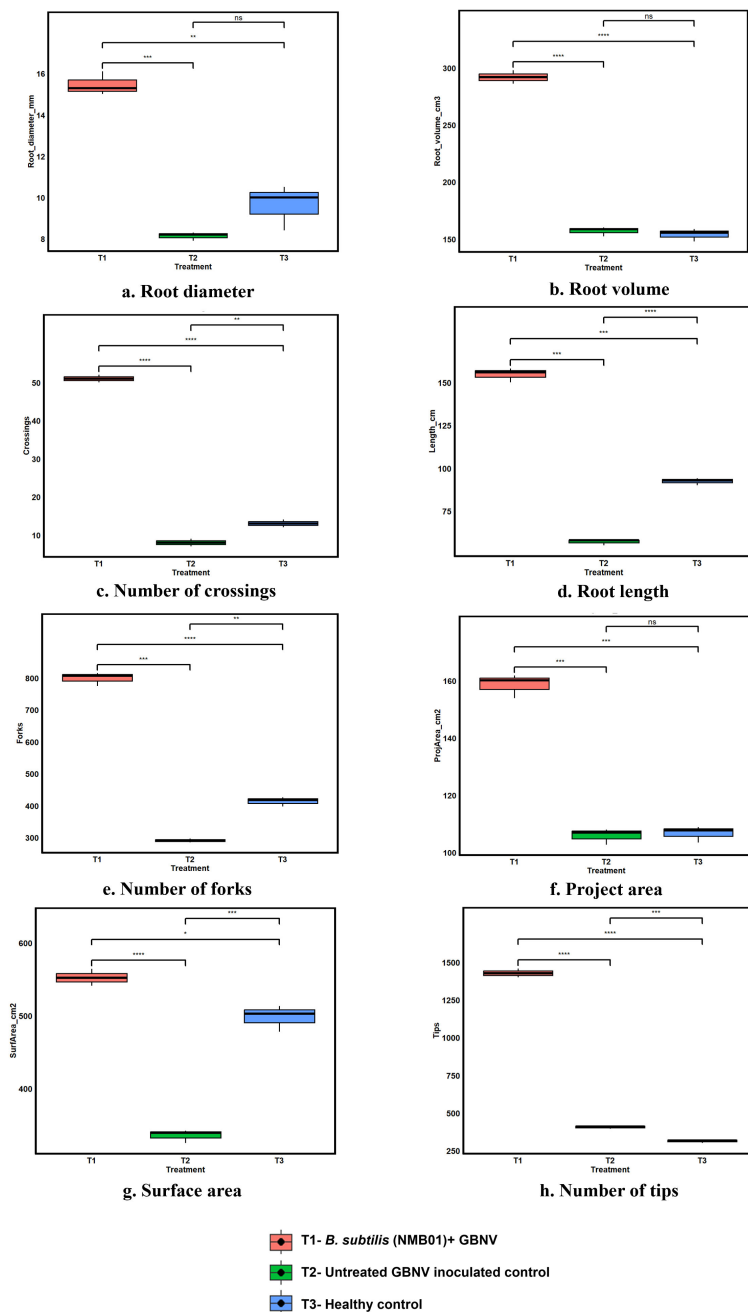 ns
**
***
16
14
12
10
8
Root_diameter_mm
T1
T2
T3
Treatment
a. Root diameter
ns
****
****
300
250
200
150
Root_volume_cm3
T1
T2
T3
Treatment
b. Root volume
**
****
****
50
40
30
20
10
Crossings
T1
T2
T3
Treatment
c. Number of crossings
****
***
***
150
125
100
75
Length_cm
T1
T2
T3
Treatment
d. Root length
**
****
***
800
700
600
500
400
300
Forks
T1
T2
T3
Treatment
e. Number of forks
ns
***
***
160
140
120
100
ProjArea_cm2
T1
T2
T3
Treatment
f. Project area
***
*
****
600
500
400
SurfArea_cm2
T1
T2
T3
Treatment
g. Surface area
***
****
****
1500
1250
1000
750
500
250
Tips
T1
T2
T3
Treatment
h. Number of tips
T1- B. subtilis (NMB01)+ GBNV
T2- Untreated GBNV inoculated control
T3- Healthy control